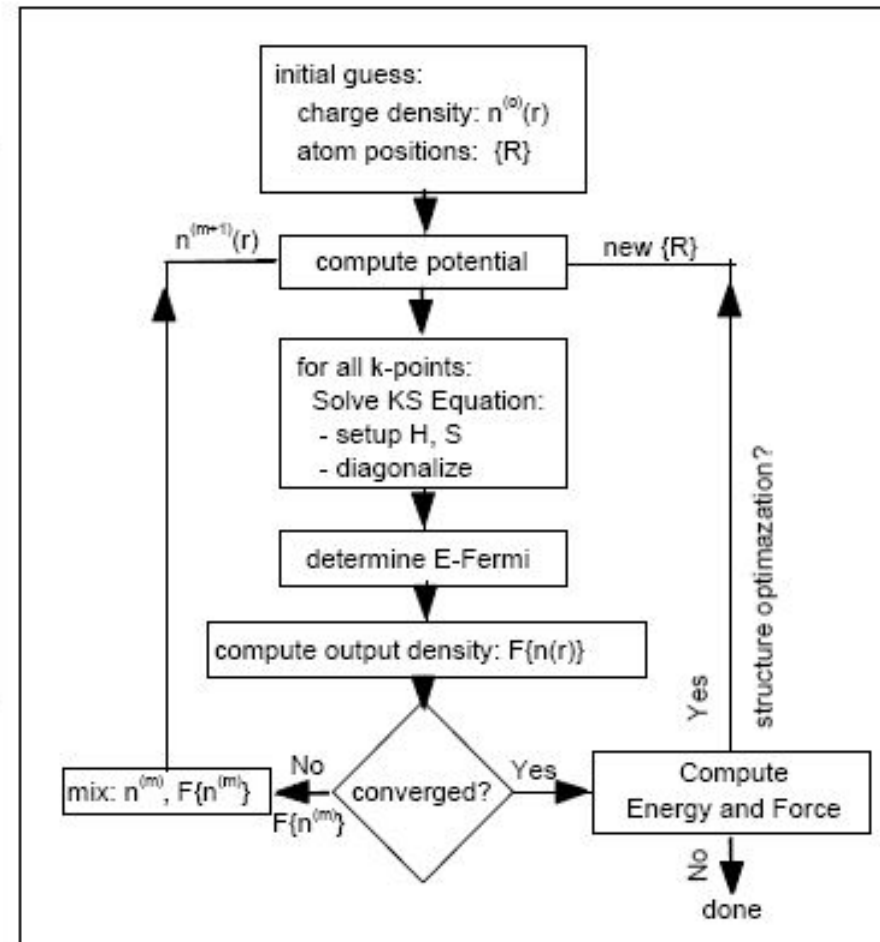 initial guess:
charge density: n^(o)(r)
atom positions: {R}
n^(m+1)(r)
compute potential
new {R}
for all k-points:
Solve KS Equation:
- setup H, S
- diagonalize
determine E-Fermi
compute output density: F{n(r)}
structure optimazation?
Yes
No
converged?
Yes
mix: n^(m), F{n^(m)}
F{n^(m)}
Compute
Energy and Force
No
done